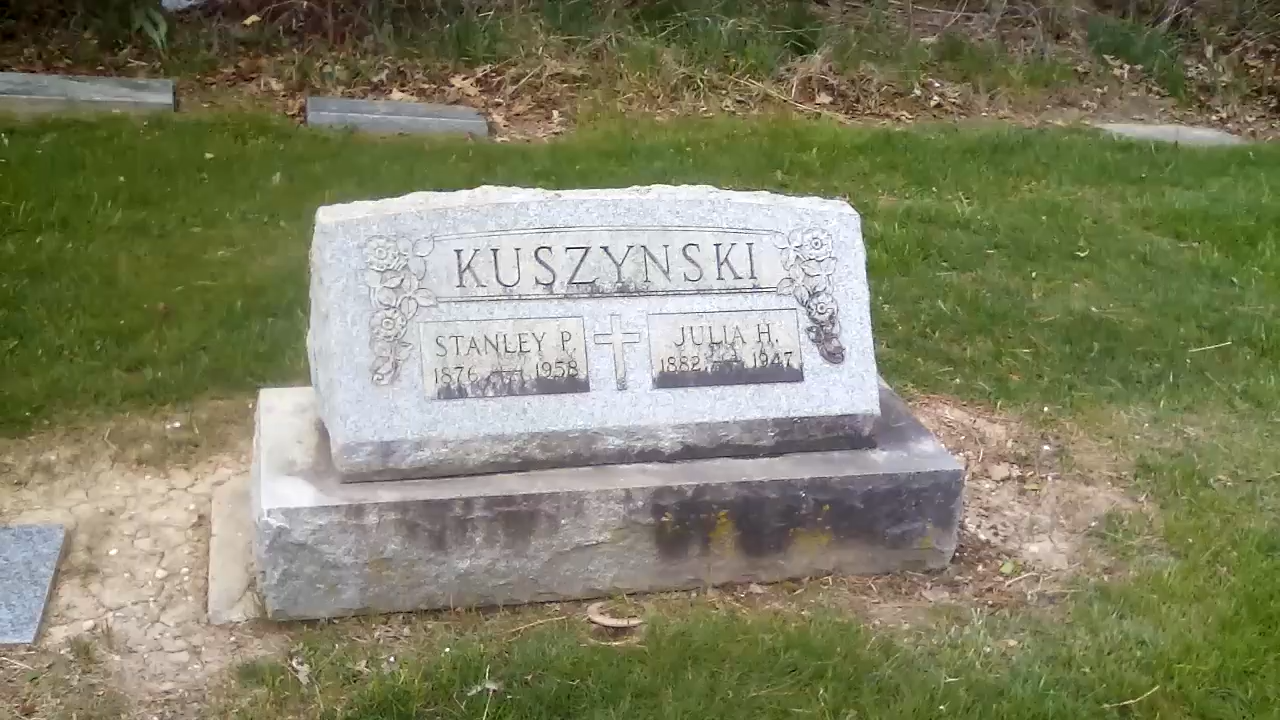 KUSZYNSKI
STANLEY P.
1876 — 1958
JULIA H.
1882 — 1947